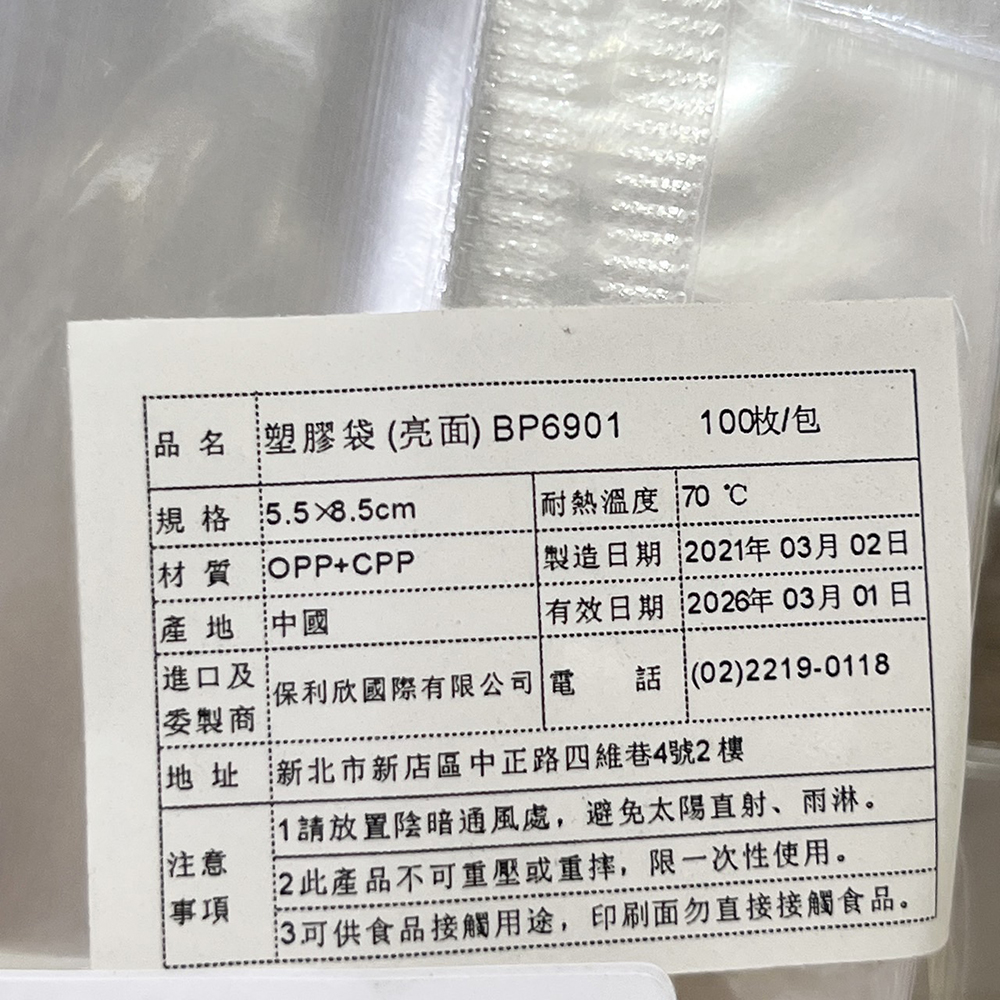 品名 塑膠袋(亮面)BP6901 100枚/包
規格 5.5×8.5cm 耐熱溫度 70 ℃
材質 OPP+CPP 製造日期 2021年 03月 02日
產地 中國 有效日期 2026年 03月 01日
進口及
委製商 保利欣國際有限公司 電話 (02)2219-0118
地址 新北市新店區中正路四維巷4號2樓
注意
事項
1請放置陰暗通風處，避免太陽直射、雨淋。
2此產品不可重壓或重摔，限一次性使用。
3可供食品接觸用途，印刷面勿直接接觸食品。